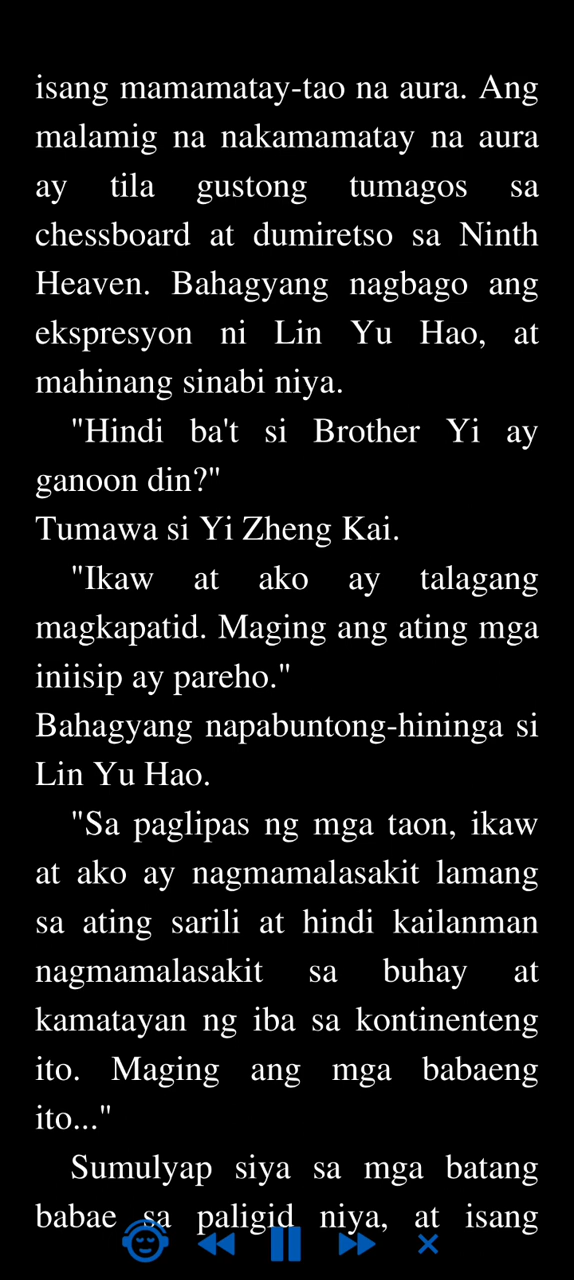 isang mamamatay-tao na aura. Ang
malamig na nakamamatay na aura
ay tila gustong tumagos sa
chessboard at dumiretso sa Ninth
Heaven. Bahagyang nagbago ang
ekspresyon ni Lin Yu Hao, at
mahinang sinabi niya.
"Hindi ba't si Brother Yi ay
ganoon din?"
Tumawa si Yi Zheng Kai.
"Ikaw at ako ay talagang
magkapatid. Maging ang ating mga
iniisip ay pareho."
Bahagyang napabuntong-hininga si
Lin Yu Hao.
"Sa paglipas ng mga taon, ikaw
at ako ay nagmamalasakit lamang
sa ating sarili at hindi kailanman
nagmamalasakit sa buhay at
kamatayan ng iba sa kontinenteng
ito. Maging ang mga babaeng
ito..."
Sumulyap siya sa mga batang
babae sa paligid niya, at isang